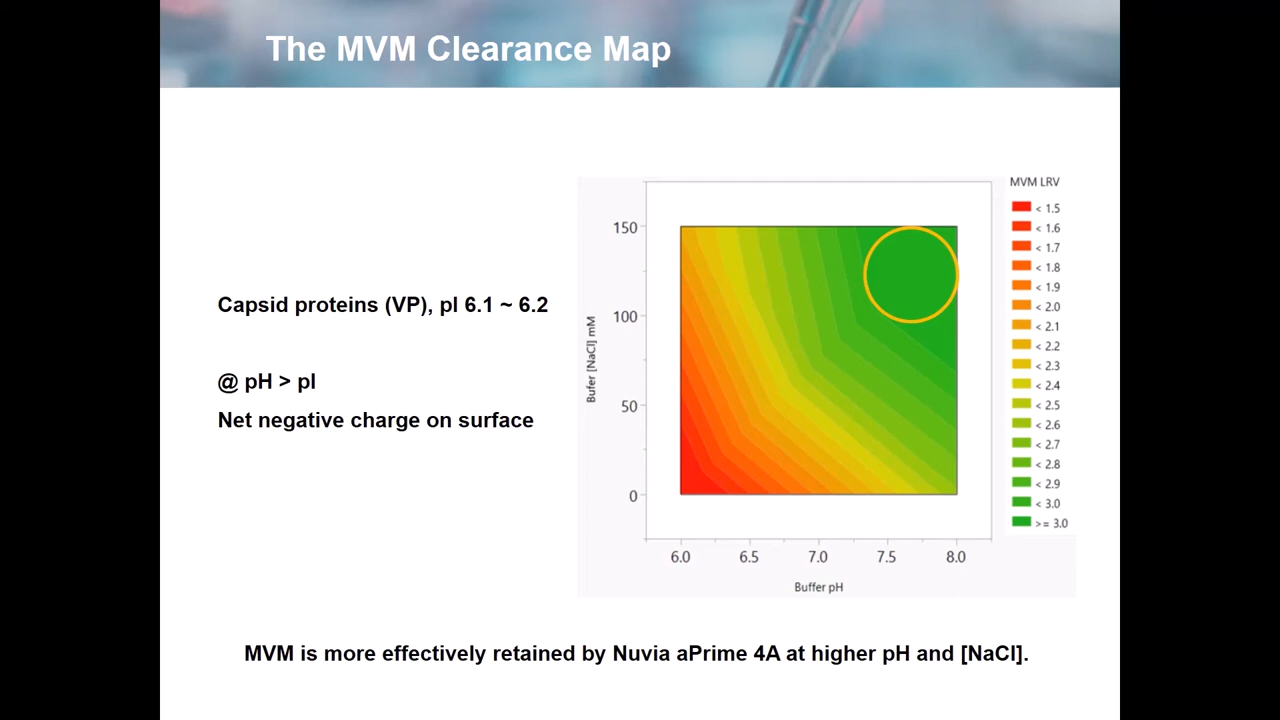 The MVM Clearance Map
Capsid proteins (VP), pI 6.1 ~ 6.2
@ pH > pI
Net negative charge on surface
MVM LRV
< 1.5
< 1.6
< 1.7
< 1.8
< 1.9
< 2.0
< 2.1
< 2.2
< 2.3
< 2.4
< 2.5
< 2.6
< 2.7
< 2.8
< 2.9
< 3.0
>= 3.0
150
100
50
0
Bufer [NaCl] mM
6.0 6.5 7.0 7.5 8.0
Buffer pH
MVM is more effectively retained by Nuvia aPrime 4A at higher pH and [NaCl].